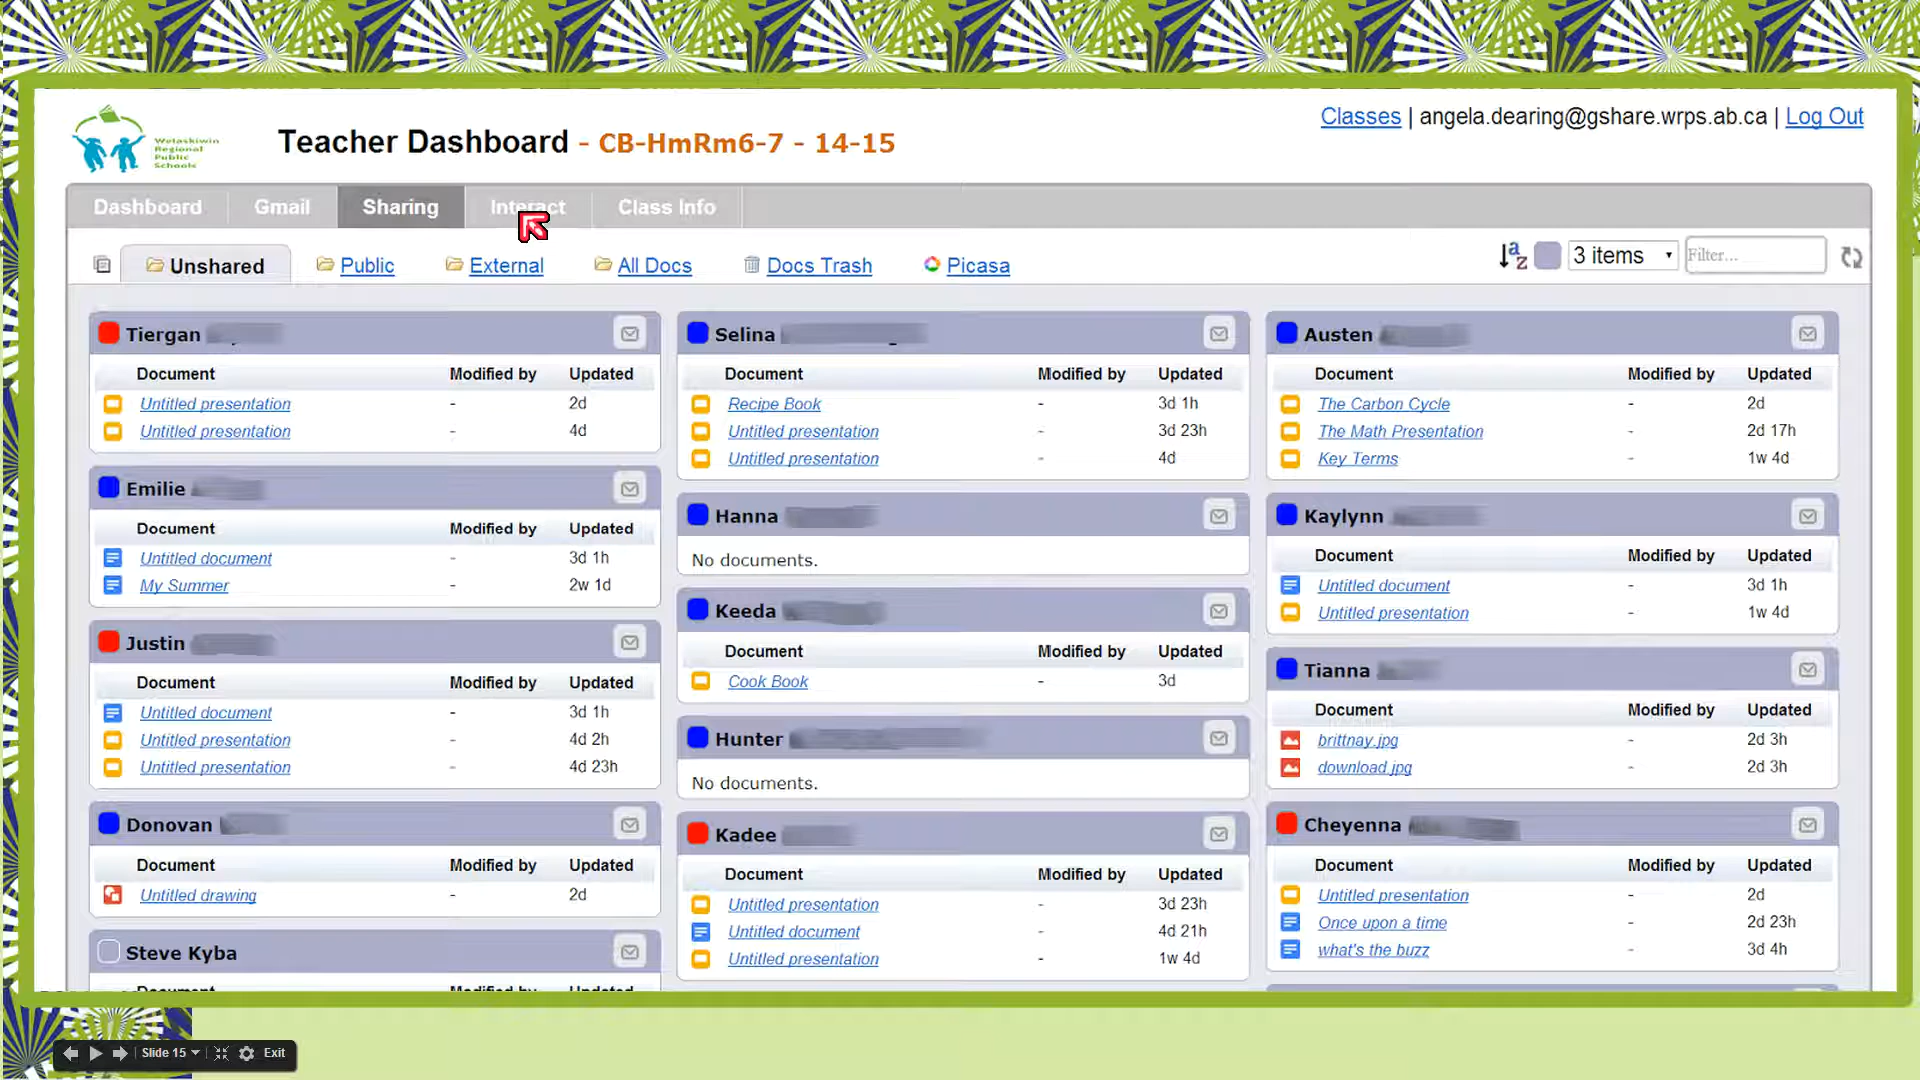 Wetaskiwin
Regional
Public
Schools
Teacher Dashboard - CB-HmRm6-7 - 14-15
Classes | angela.dearing@gshare.wrps.ab.ca | Log Out
Dashboard Gmail Sharing Interact Class Info
Unshared Public External All Docs Docs Trash Picasa
a z 3 items Filter...
Tiergan
Document Modified by Updated
Untitled presentation - 2d
Untitled presentation - 4d
Emilie
Document Modified by Updated
Untitled document - 3d 1h
My Summer - 2w 1d
Justin
Document Modified by Updated
Untitled document - 3d 1h
Untitled presentation - 4d 2h
Untitled presentation - 4d 23h
Donovan
Document Modified by Updated
Untitled drawing - 2d
Steve Kyba
Document Modified by Updated
Selina
Document Modified by Updated
Recipe Book - 3d 1h
Untitled presentation - 3d 23h
Untitled presentation - 4d
Hanna
No documents.
Keeda
Document Modified by Updated
Cook Book - 3d
Hunter
No documents.
Kadee
Document Modified by Updated
Untitled presentation - 3d 23h
Untitled document - 4d 21h
Untitled presentation - 1w 4d
Austen
Document Modified by Updated
The Carbon Cycle - 2d
The Math Presentation - 2d 17h
Key Terms - 1w 4d
Kaylynn
Document Modified by Updated
Untitled document - 3d 1h
Untitled presentation - 1w 4d
Tianna
Document Modified by Updated
brittnay.jpg - 2d 3h
download.jpg - 2d 3h
Cheyenna
Document Modified by Updated
Untitled presentation - 2d
Once upon a time - 2d 23h
what's the buzz - 3d 4h
Slide 15 Exit